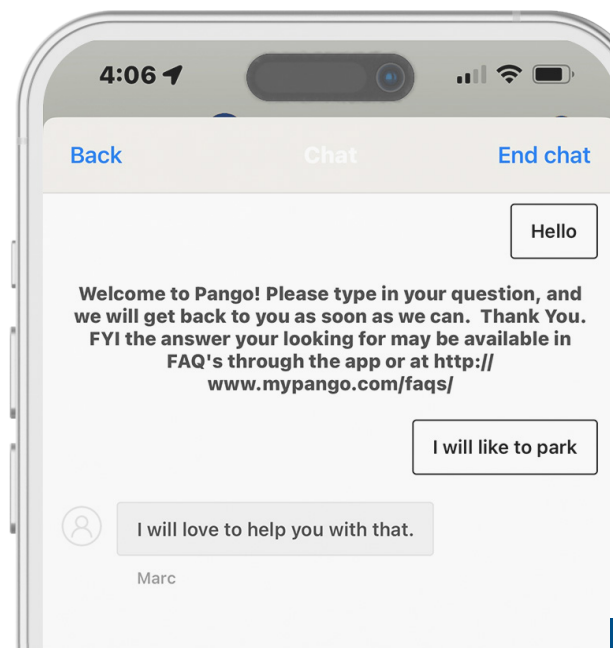 4:06
Back Chat End chat
Hello
Welcome to Pango! Please type in your question, and
we will get back to you as soon as we can.  Thank You.
FYI the answer your looking for may be available in
FAQ's through the app or at http://
www.mypango.com/faqs/
I will like to park
I will love to help you with that.
Marc